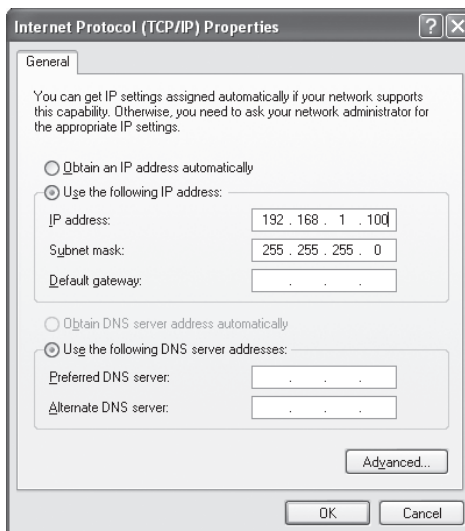 Internet Protocol (TCP/IP) Properties
General
You can get IP settings assigned automatically if your network supports
this capability. Otherwise, you need to ask your network administrator for
the appropriate IP settings.
Obtain an IP address automatically
Use the following IP address:
IP address: 192 . 168 . 1 . 100
Subnet mask: 255 . 255 . 255 . 0
Default gateway: . . .
Obtain DNS server address automatically
Use the following DNS server addresses:
Preferred DNS server: . . .
Alternate DNS server: . . .
Advanced...
OK Cancel